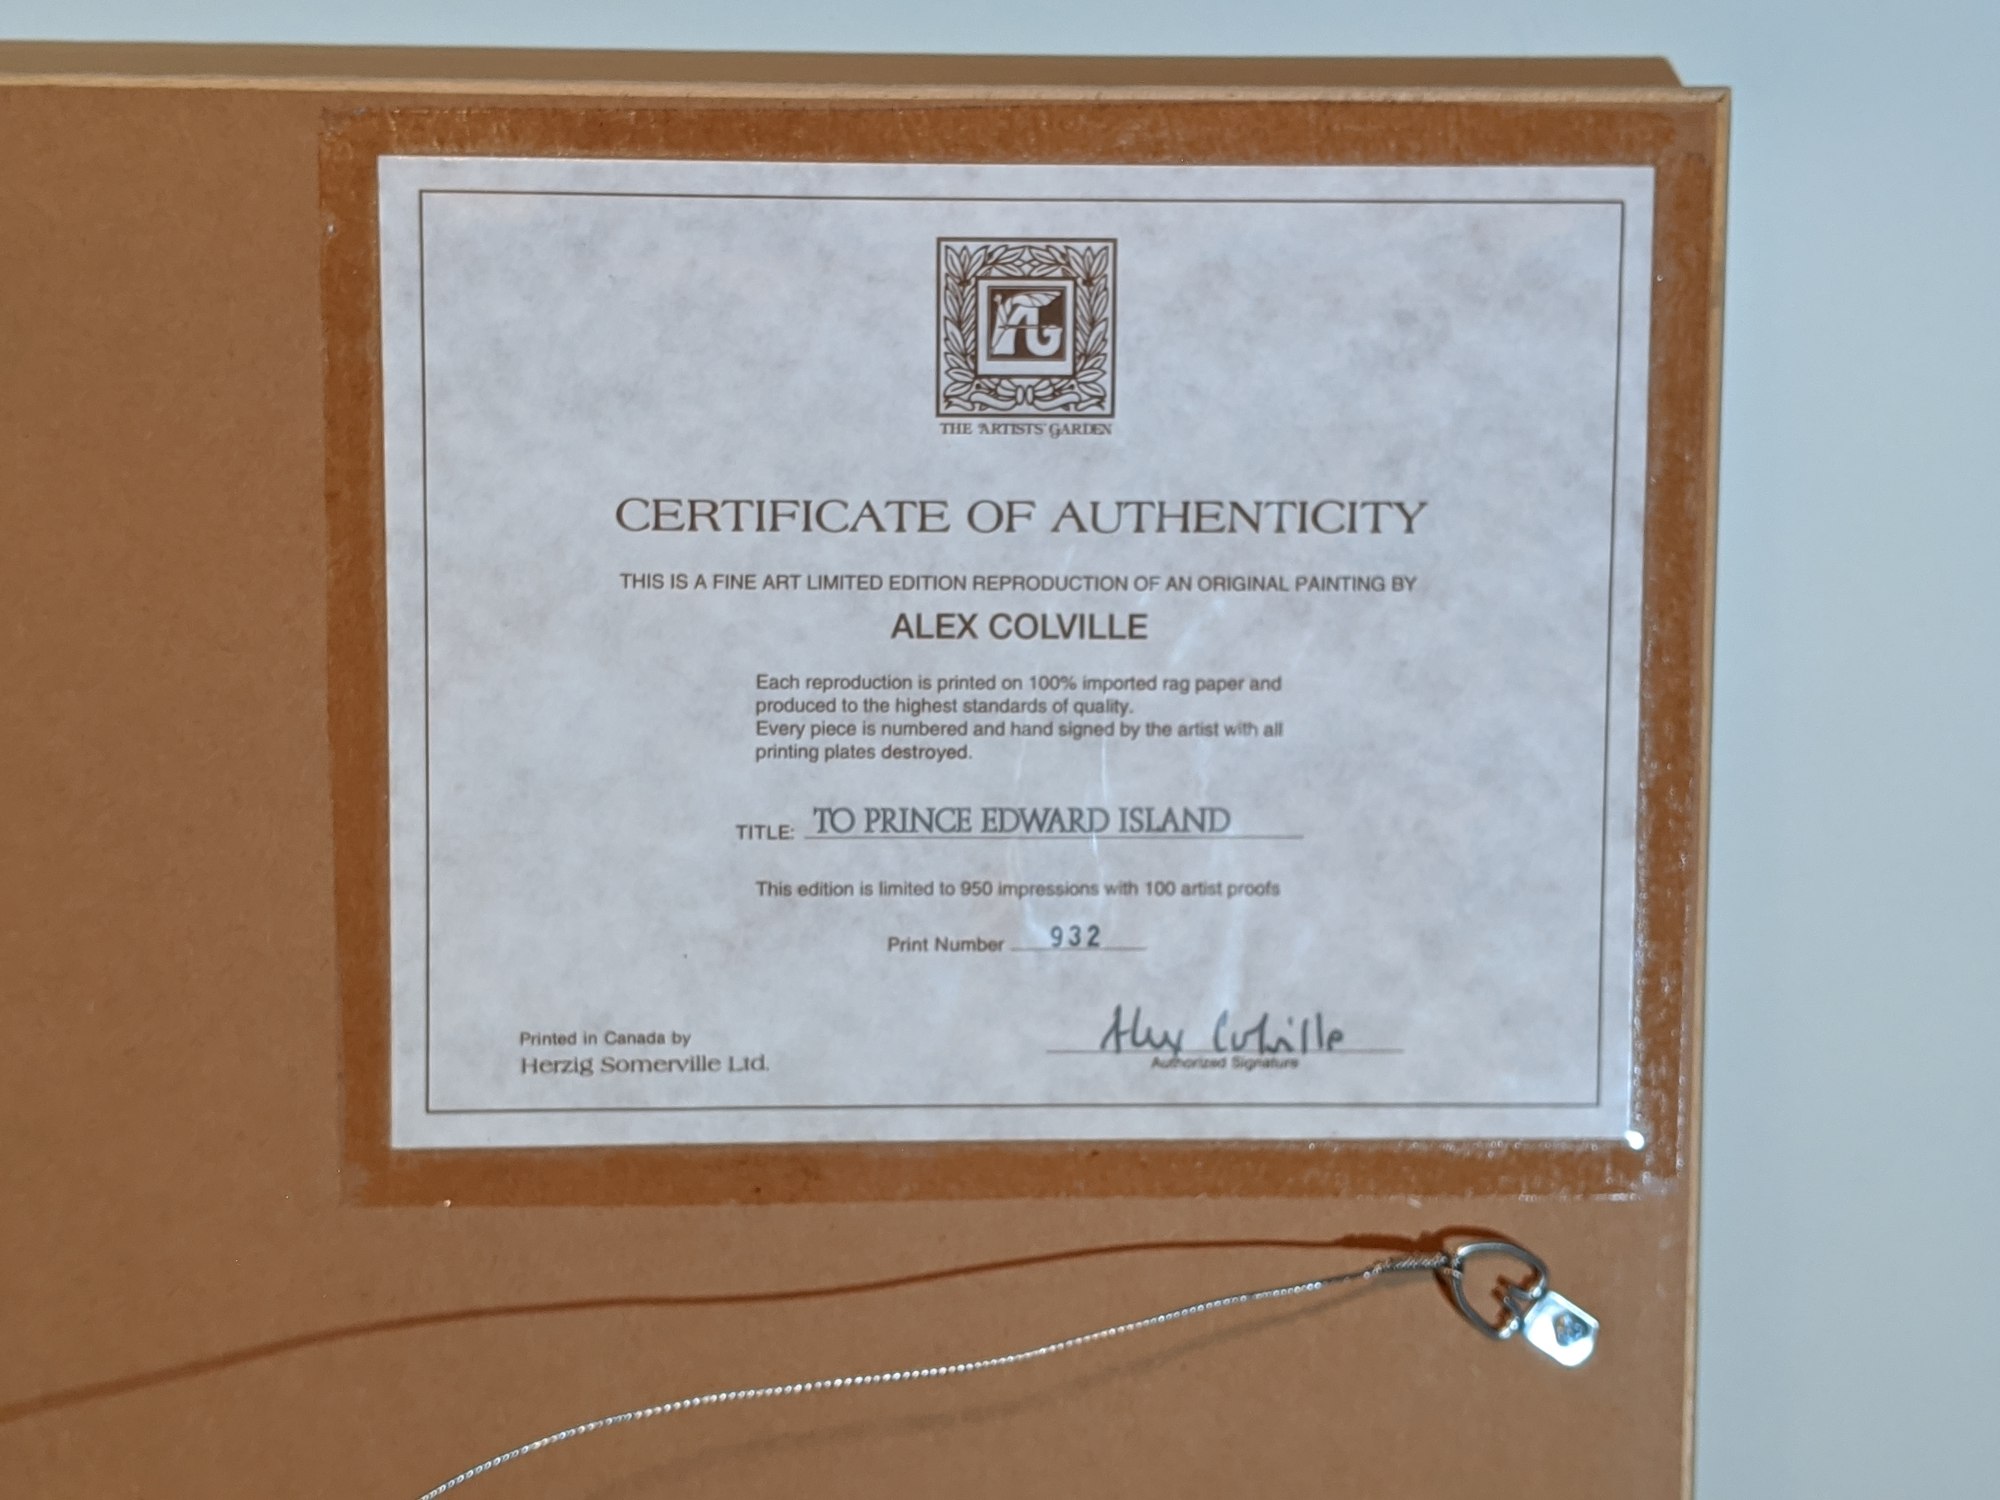 AG
THE ARTISTS' GARDEN
CERTIFICATE OF AUTHENTICITY
THIS IS A FINE ART LIMITED EDITION REPRODUCTION OF AN ORIGINAL PAINTING BY
ALEX COLVILLE
Each reproduction is printed on 100% imported rag paper and
produced to the highest standards of quality.
Every piece is numbered and hand signed by the artist with all
printing plates destroyed.
TITLE: TO PRINCE EDWARD ISLAND
This edition is limited to 950 impressions with 100 artist proofs
Print Number 932
Printed in Canada by
Herzig Somerville Ltd.
Alex Colville
Authorized Signature